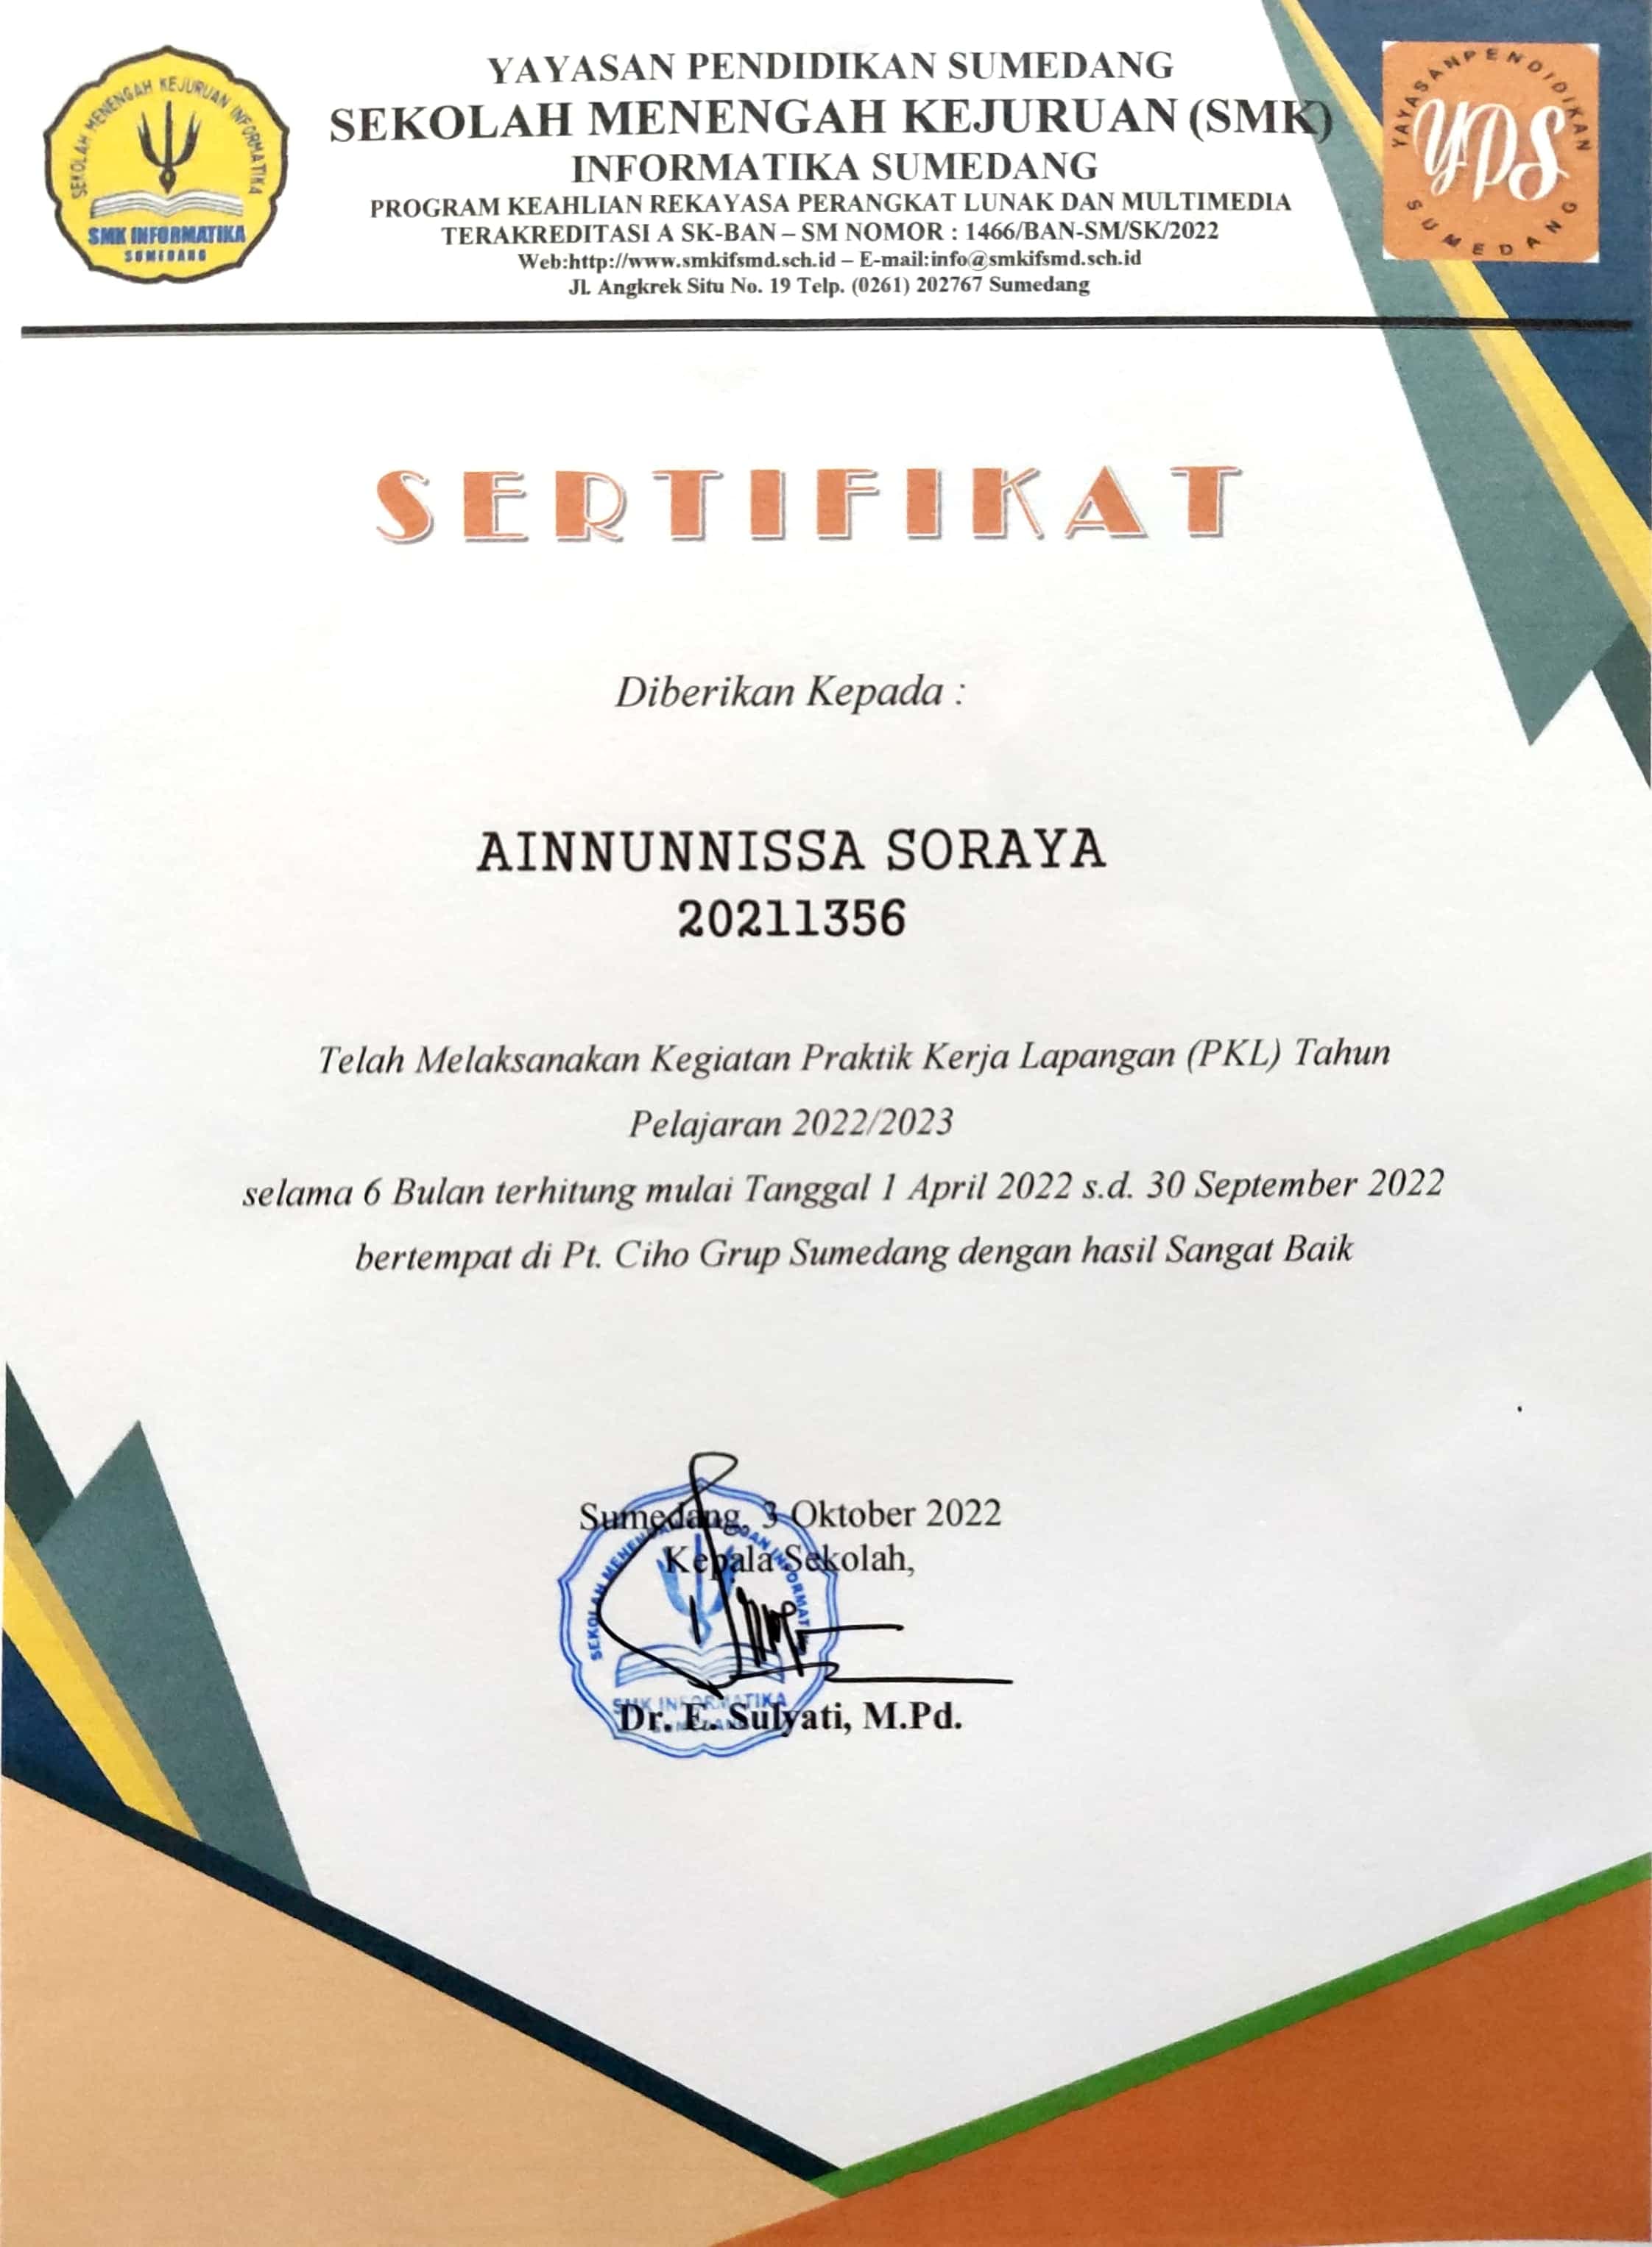 SEKOLAH MENENGAH KEJURUAN INFORMATIKA
SMK INFORMATIKA
SUMEDANG
YAYASAN PENDIDIKAN SUMEDANG
SEKOLAH MENENGAH KEJURUAN (SMK)
INFORMATIKA SUMEDANG
PROGRAM KEAHLIAN REKAYASA PERANGKAT LUNAK DAN MULTIMEDIA
TERAKREDITASI A SK-BAN – SM NOMOR : 1466/BAN-SM/SK/2022
Web:http://www.smkifsmd.sch.id – E-mail:info@smkifsmd.sch.id
Jl. Angkrek Situ No. 19 Telp. (0261) 202767 Sumedang
YAYASAN PENDIDIKAN
YPS
SUMEDANG
SERTIFIKAT
Diberikan Kepada :
AINNUNNISSA SORAYA
20211356
Telah Melaksanakan Kegiatan Praktik Kerja Lapangan (PKL) Tahun
Pelajaran 2022/2023
selama 6 Bulan terhitung mulai Tanggal 1 April 2022 s.d. 30 September 2022
bertempat di Pt. Ciho Grup Sumedang dengan hasil Sangat Baik
Sumedang, 3 Oktober 2022
Kepala Sekolah,
SMK INFORMATIKA
Dr. E. Sulyati, M.Pd.